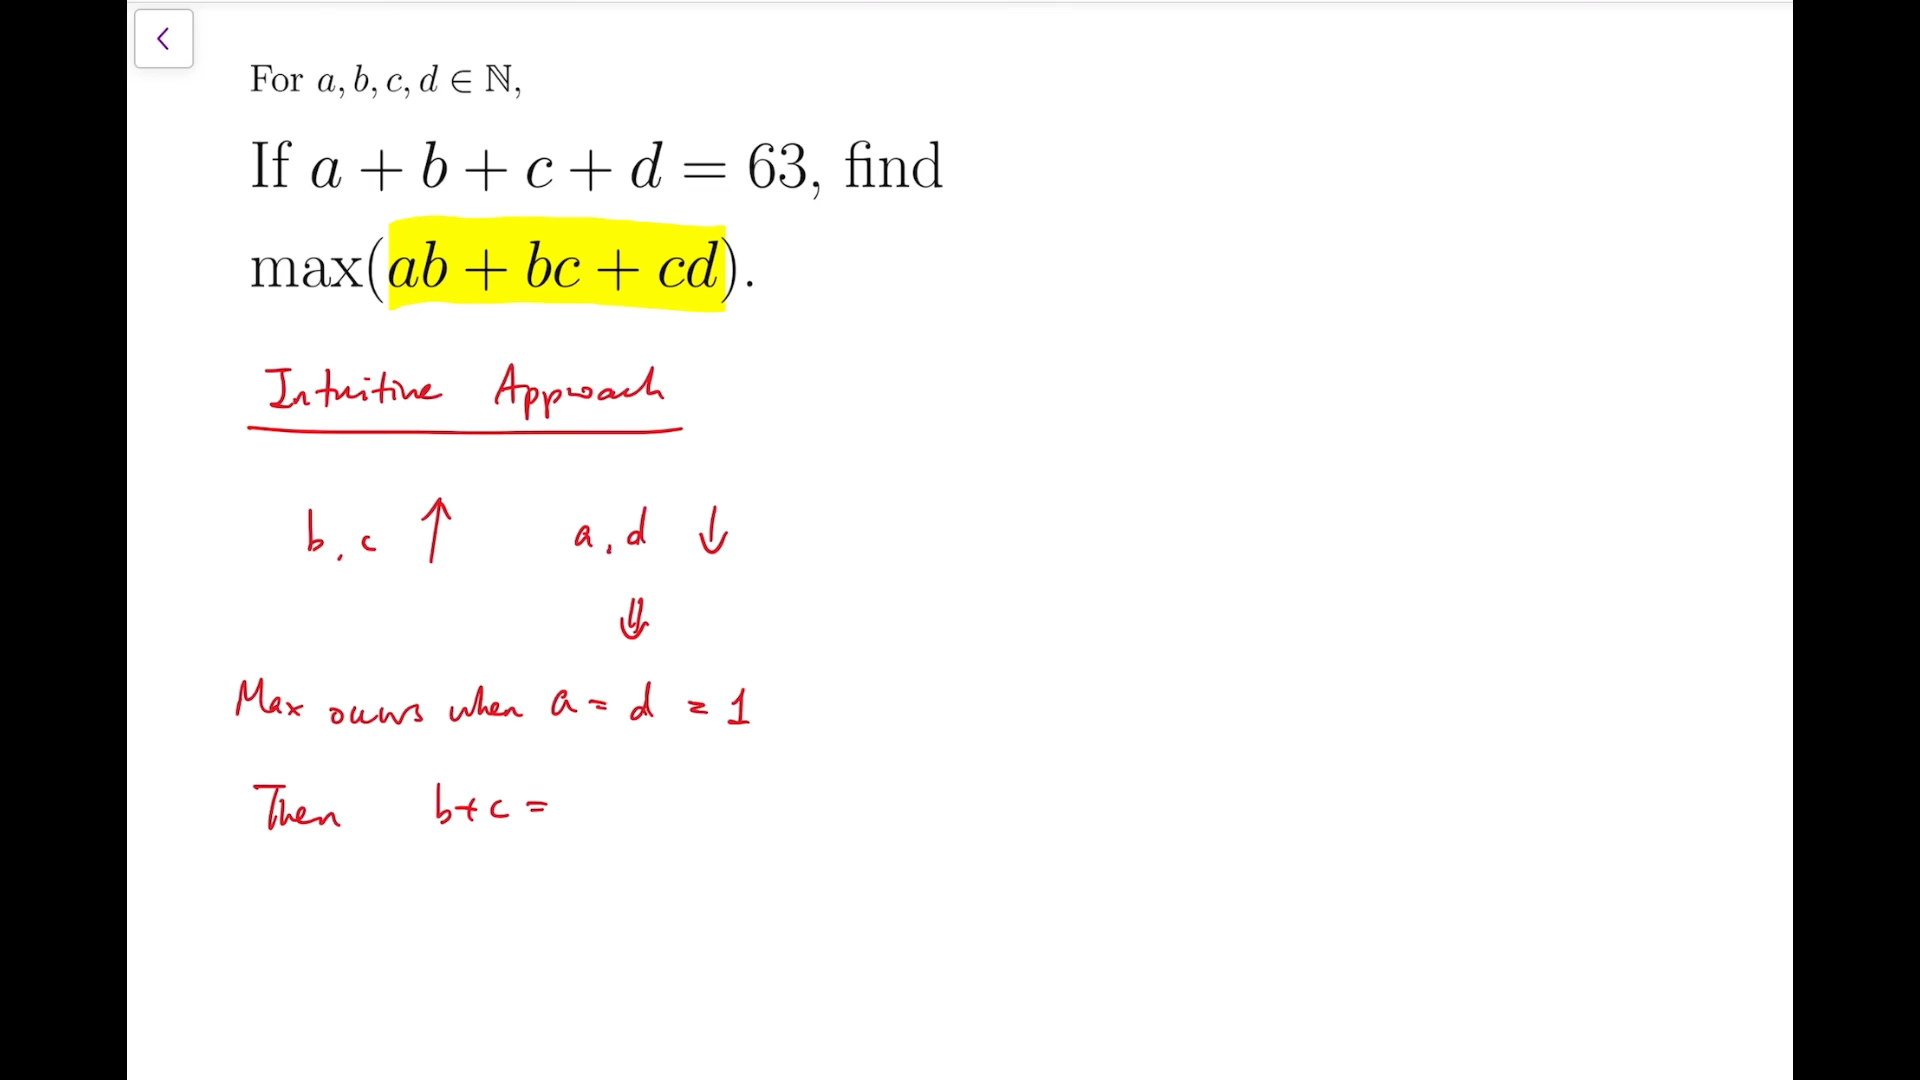 For a, b, c, d ∈ ℕ,
If a + b + c + d = 63, find
max(ab + bc + cd).
Intuitive Approach
b, c ↑ a, d ↓
⇓
Max occurs when a = d = 1
Then b + c =